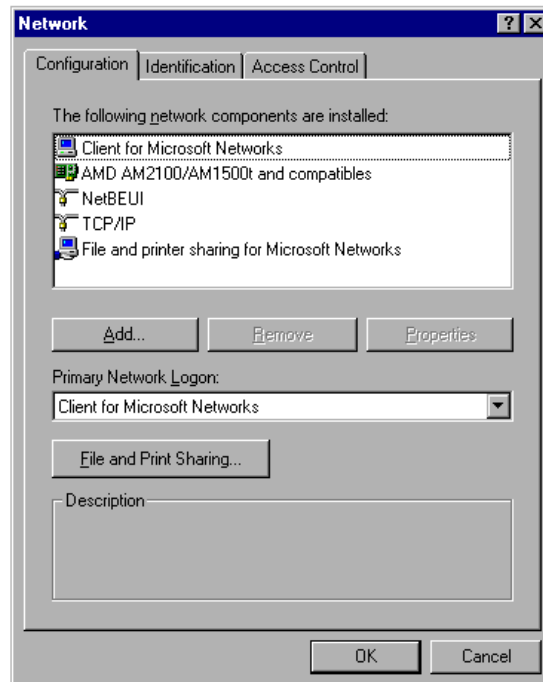 Network
Configuration Identification Access Control
The following network components are installed:
Client for Microsoft Networks
AMD AM2100/AM1500t and compatibles
NetBEUI
TCP/IP
File and printer sharing for Microsoft Networks
Add... Remove Properties
Primary Network Logon:
Client for Microsoft Networks
File and Print Sharing...
Description
OK Cancel